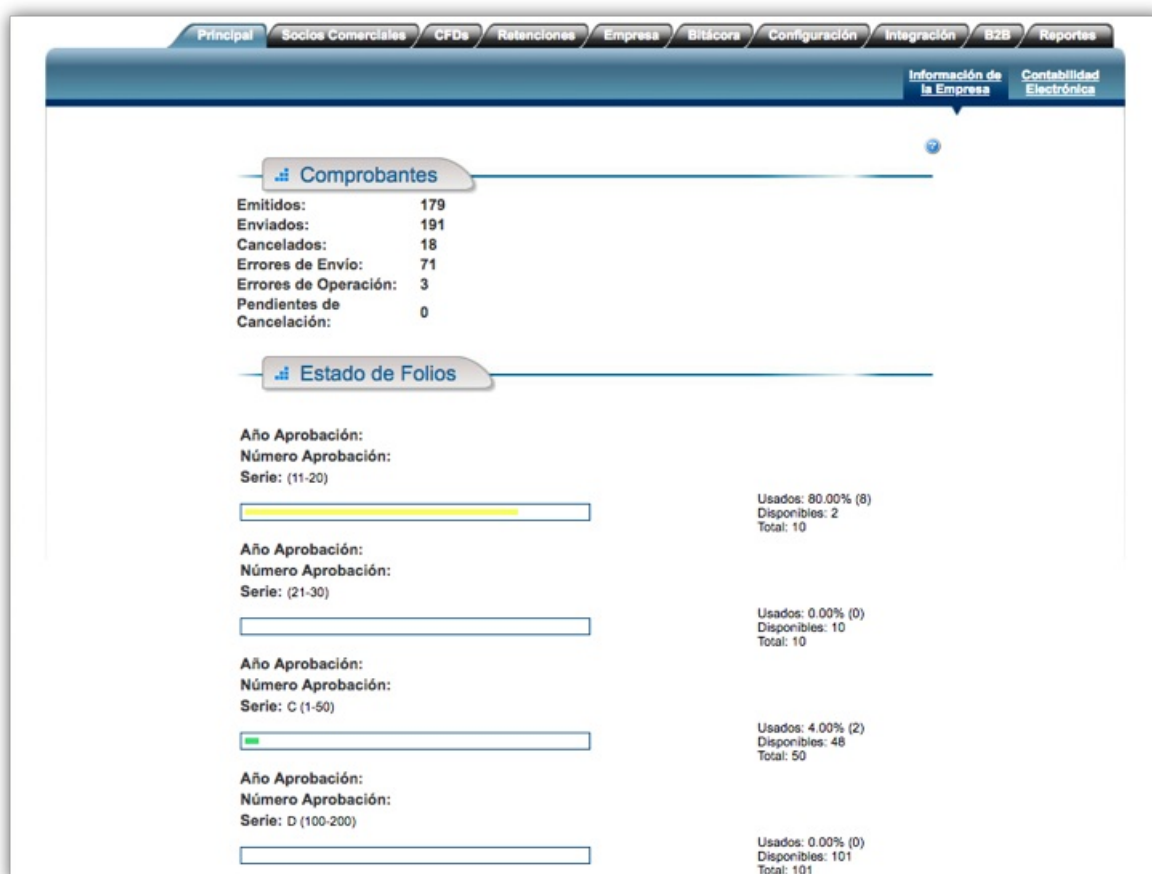 Principal Socios Comerciales CFDs Retenciones Empresa Bitácora Configuración Integración B2B Reportes
Información de la Empresa
Contabilidad Electrónica
Comprobantes
Emitidos: 179
Enviados: 191
Cancelados: 18
Errores de Envío: 71
Errores de Operación: 3
Pendientes de Cancelación: 0
Estado de Folios
Año Aprobación:
Número Aprobación:
Serie: (11-20)
Usados: 80.00% (8)
Disponibles: 2
Total: 10
Año Aprobación:
Número Aprobación:
Serie: (21-30)
Usados: 0.00% (0)
Disponibles: 10
Total: 10
Año Aprobación:
Número Aprobación:
Serie: C (1-50)
Usados: 4.00% (2)
Disponibles: 48
Total: 50
Año Aprobación:
Número Aprobación:
Serie: D (100-200)
Usados: 0.00% (0)
Disponibles: 101
Total: 101